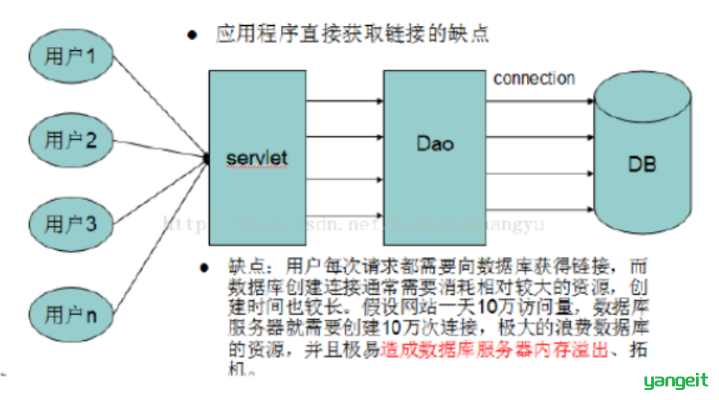 ● 应用程序直接获取链接的缺点
用户1
用户2
用户3
用户n
servlet
Dao
connection
DB
● 缺点：用户每次请求都需要向数据库获得链接，而
数据库创建连接通常需要消耗相对较大的资源，创
建时间也较长。假设网站一天10万访问量，数据库
服务器就需要创建10万次连接，极大的浪费数据库
的资源，并且极易造成数据库服务器内存溢出、拓
机。
yangeit